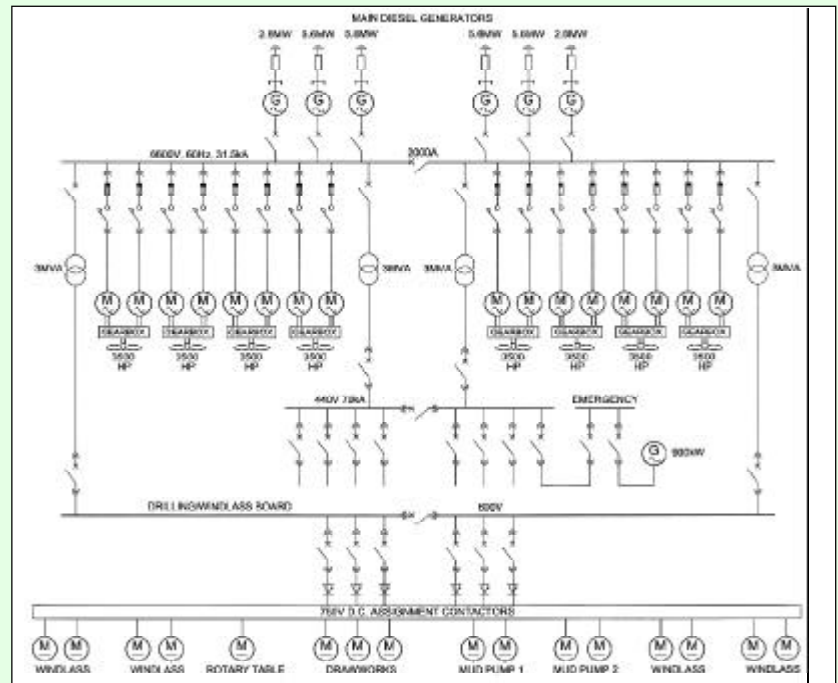 MAIN DIESEL GENERATORS
2.8MW 5.6MW 5.6MW 5.6MW 5.6MW 2.8MW
G G G G G G
6600V, 60Hz, 31.5kA 2000A
3MVA 3MVA 3MVA 3MVA
M M M M M M M M M M M M M M M M
GEARBOX GEARBOX GEARBOX GEARBOX GEARBOX GEARBOX GEARBOX GEARBOX
3500 3500 3500 3500 3500 3500 3500 3500
HP HP HP HP HP HP HP HP
440V 70kA EMERGENCY
G
DRILLING/WINDLASS BOARD 600V
750V D.C. ASSIGNMENT CONTACTORS
M M M M M M M M M M M M M M M M
WINDLASS WINDLASS ROTARY TABLE DRAWWORKS MUD PUMP 1 MUD PUMP 2 WINDLASS WINDLASS